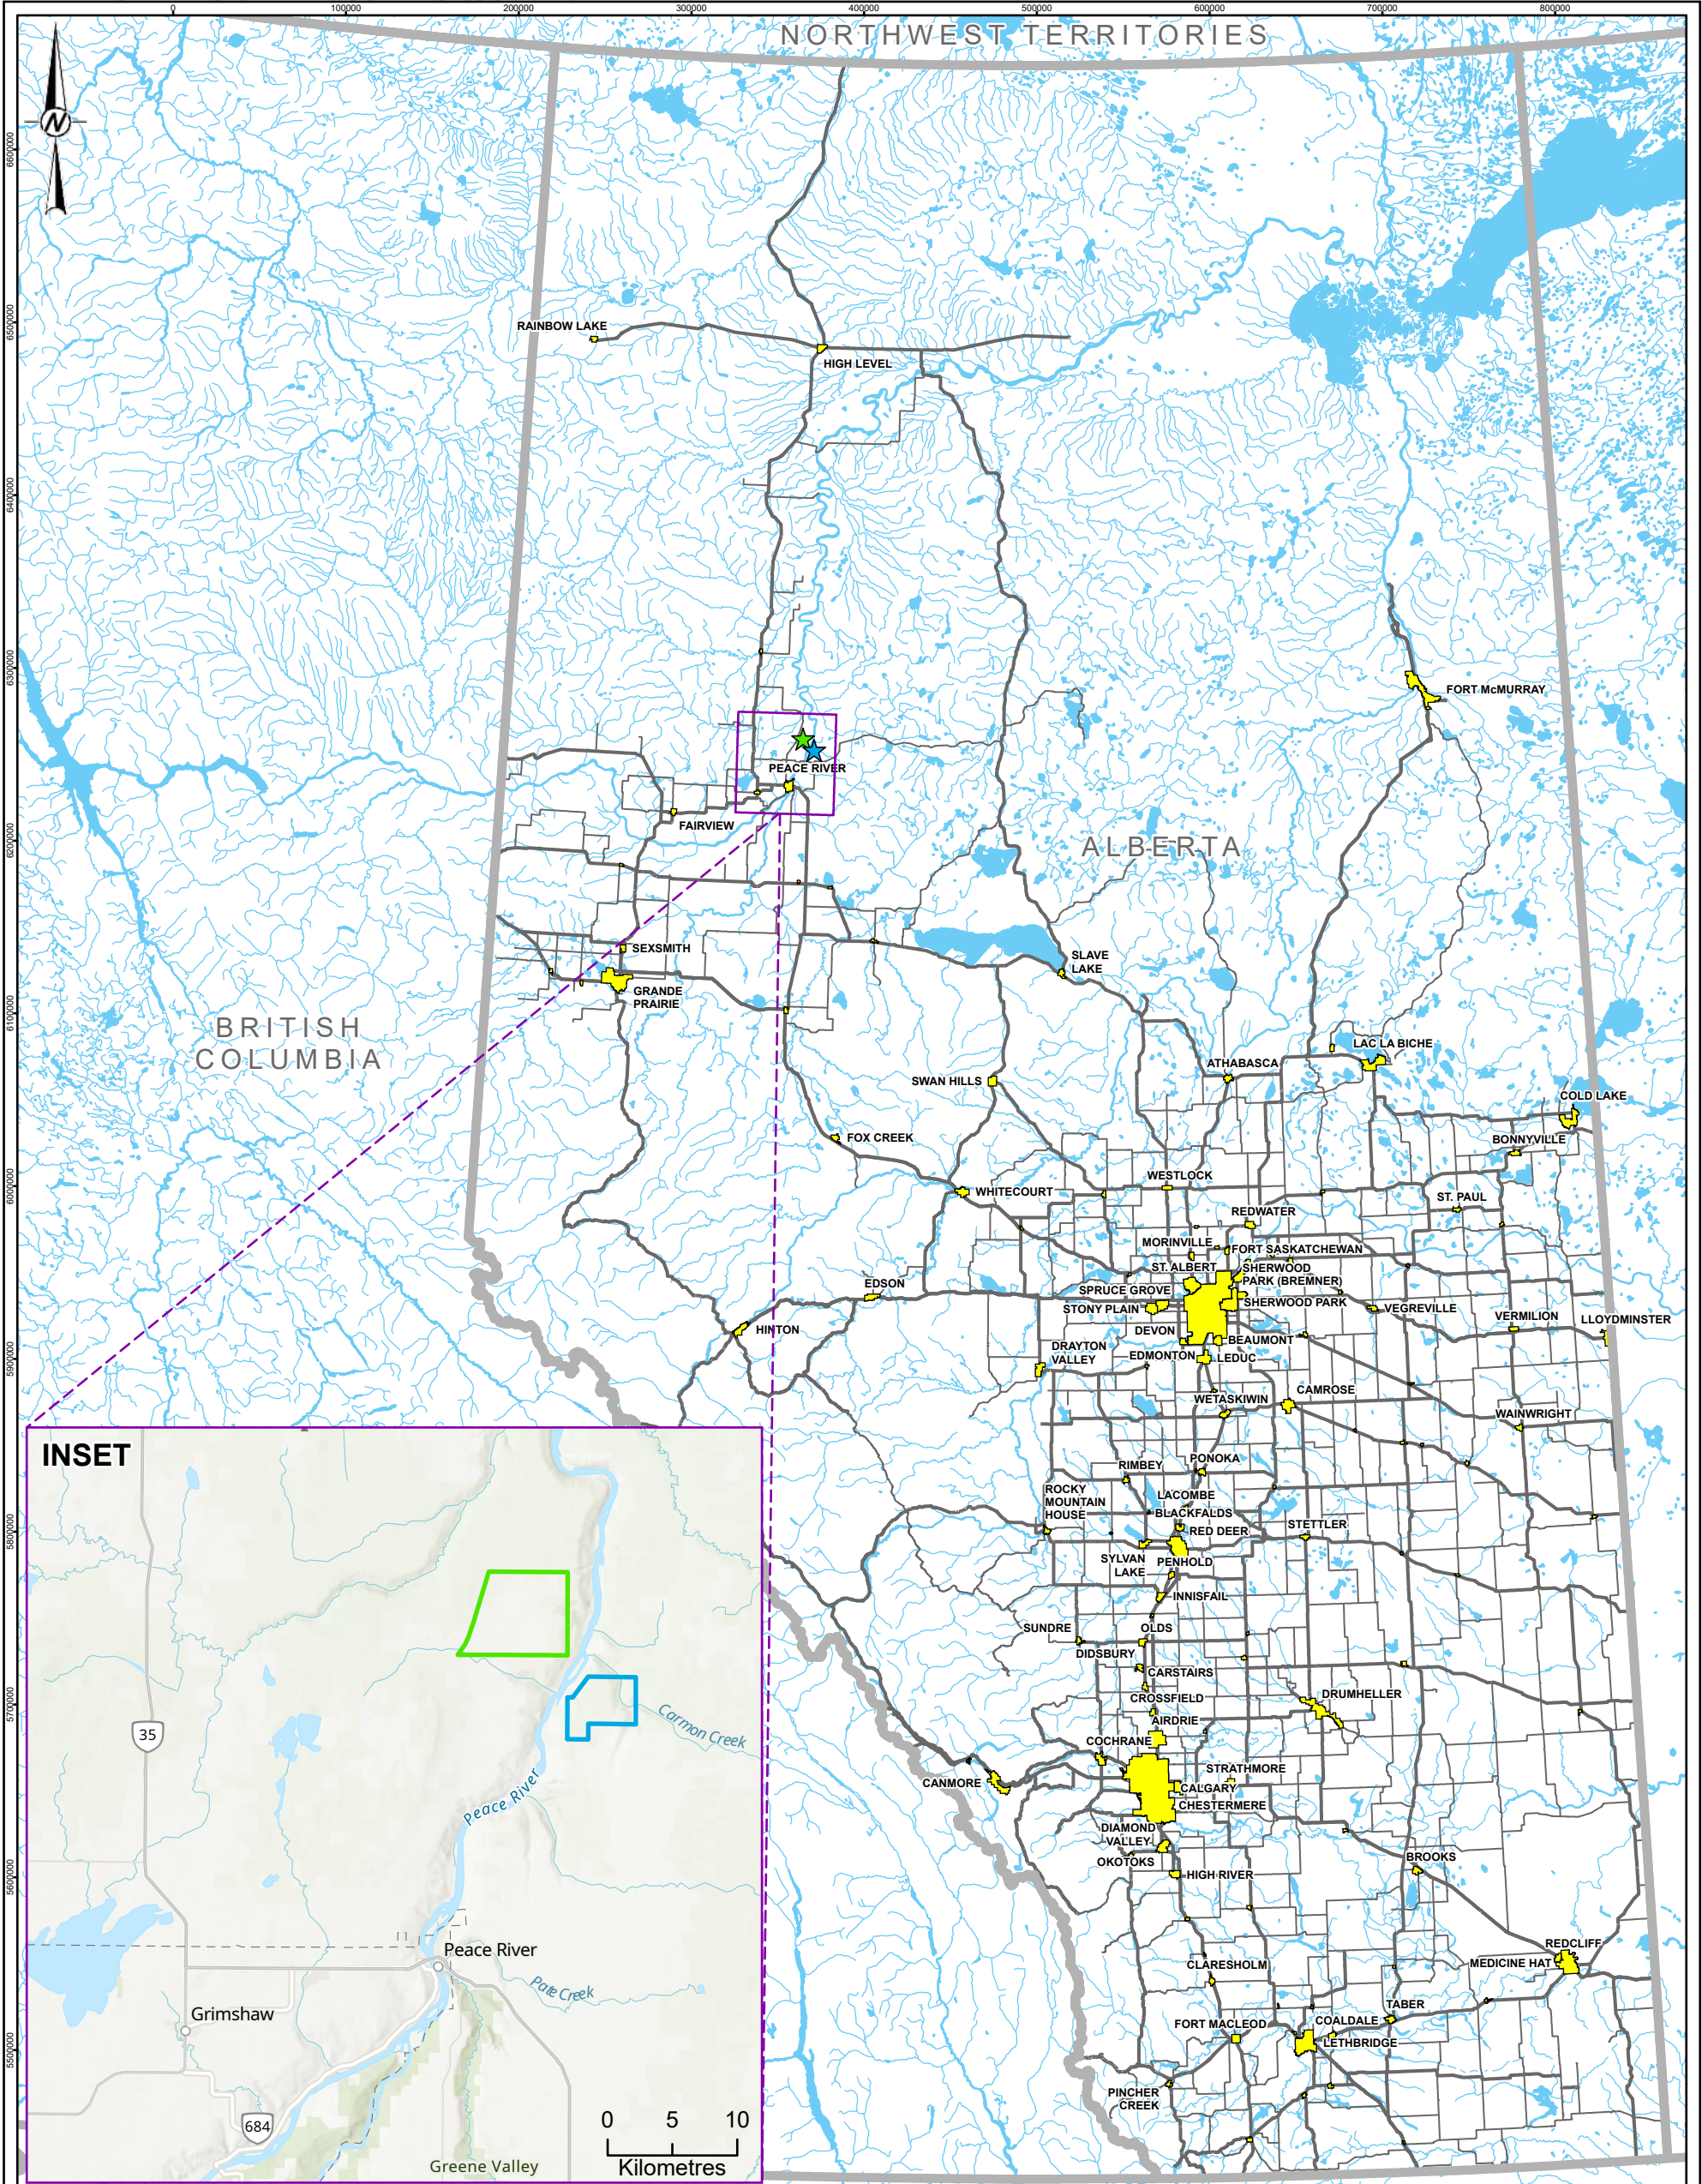 0 100000 200000 300000 400000 500000 600000 700000 800000
NORTHWEST TERRITORIES
N
6600000
6500000
RAINBOW LAKE
HIGH LEVEL
6400000
6300000
FORT McMURRAY
PEACE RIVER
FAIRVIEW
6200000
ALBERTA
SEXSMITH
SLAVE
LAKE
GRANDE
PRAIRIE
6100000
BRITISH
COLUMBIA
LAC LA BICHE
ATHABASCA
SWAN HILLS
COLD LAKE
FOX CREEK
BONNYVILLE
WESTLOCK
6000000
WHITECOURT
ST. PAUL
REDWATER
MORINVILLE
FORT SASKATCHEWAN
ST. ALBERT
SHERWOOD
PARK (BREMNER)
EDSON
SPRUCE GROVE
SHERWOOD PARK
STONY PLAIN
VEGREVILLE
VERMILION
LLOYDMINSTER
HINTON
DEVON
BEAUMONT
DRAYTON
VALLEY
EDMONTON
LEDUC
5900000
CAMROSE
WETASKIWIN
WAINWRIGHT
PONOKA
RIMBEY
ROCKY
MOUNTAIN
HOUSE
LACOMBE
BLACKFALDS
STETTLER
RED DEER
5800000
SYLVAN
LAKE
PENHOLD
INNISFAIL
SUNDRE
OLDS
DIDSBURY
CARSTAIRS
CROSSFIELD
DRUMHELLER
5700000
AIRDRIE
COCHRANE
STRATHMORE
CANMORE
CALGARY
CHESTERMERE
DIAMOND
VALLEY
OKOTOKS
BROOKS
HIGH RIVER
5600000
REDCLIFF
MEDICINE HAT
CLARESHOLM
TABER
COALDALE
FORT MACLEOD
LETHBRIDGE
5500000
PINCHER
CREEK
INSET
35
Carmon Creek
Peace River
Peace River
Pate Creek
Grimshaw
684
Greene Valley
0 5 10
Kilometres